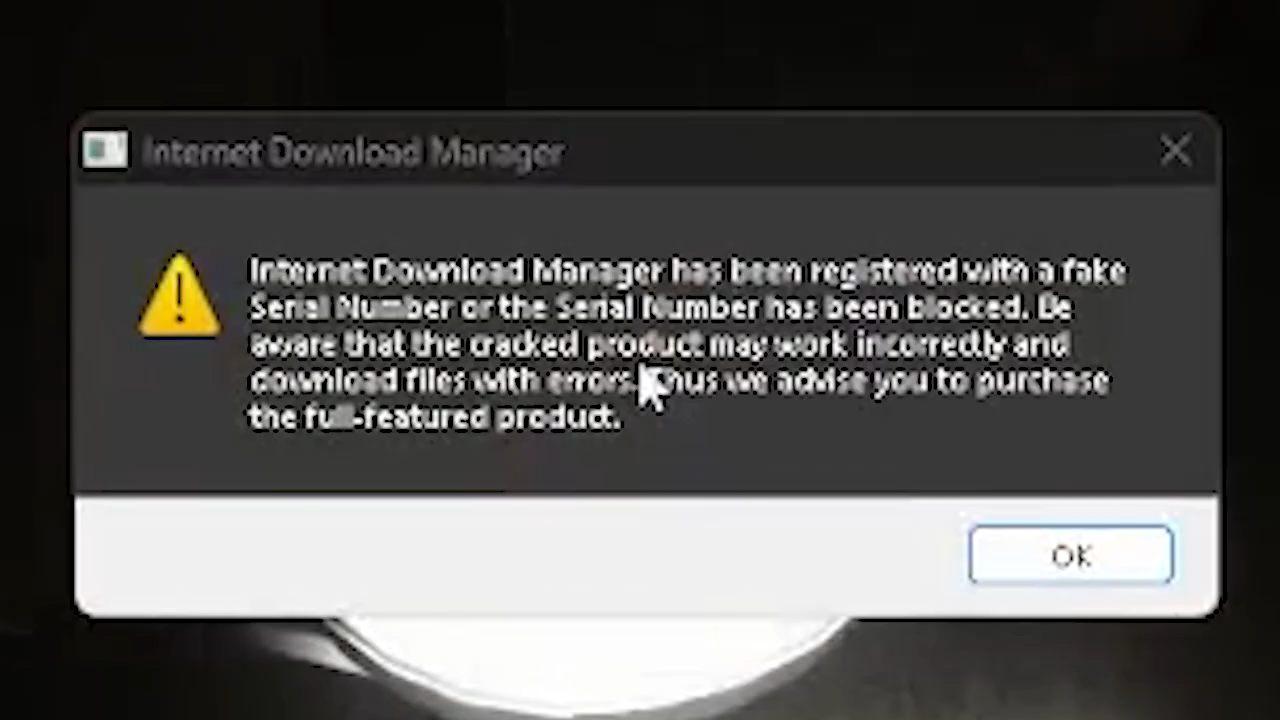 Internet Download Manager
Internet Download Manager has been registered with a fake
Serial Number or the Serial Number has been blocked. Be
aware that the cracked product may work incorrectly and
download files with errors. Thus we advise you to purchase
the full-featured product.
OK